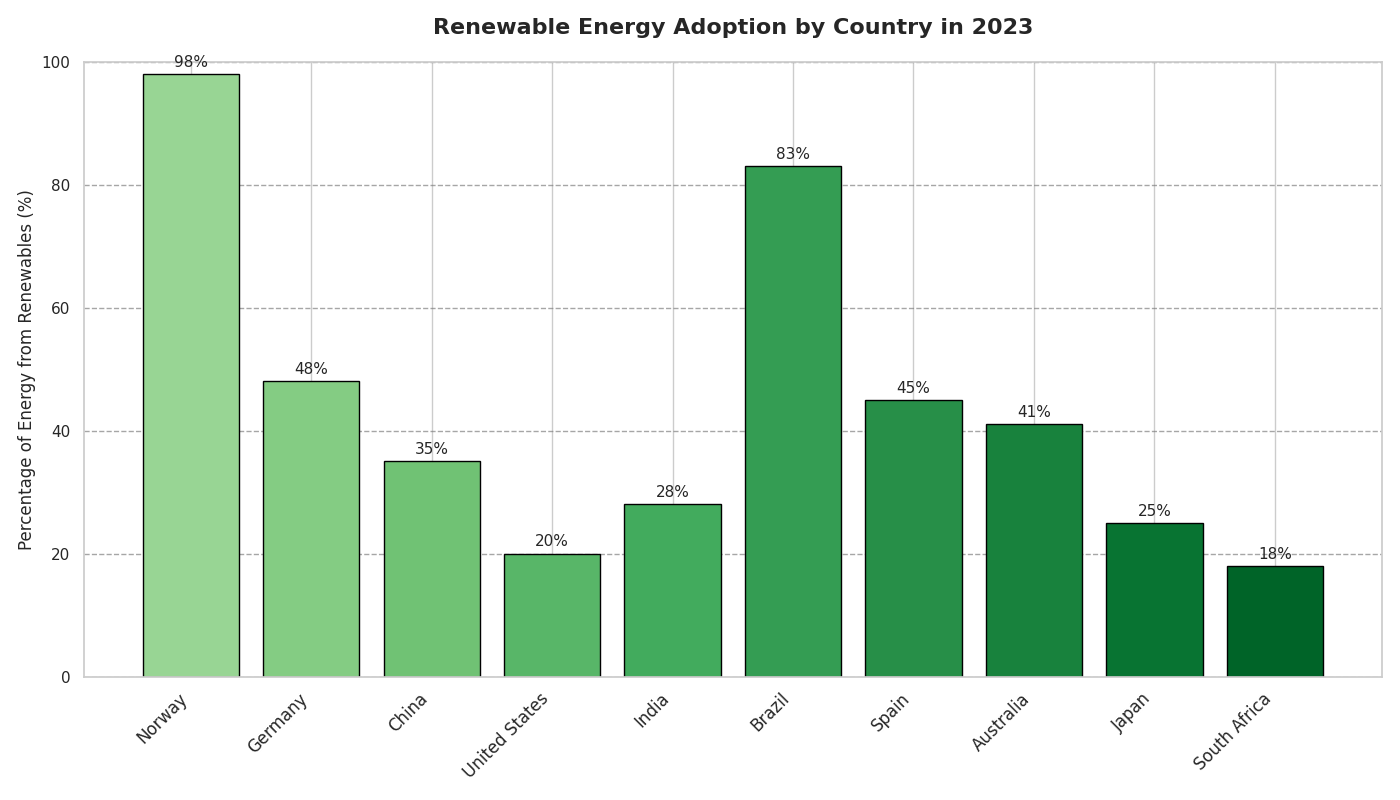 Renewable Energy Adoption by Country in 2023
Percentage of Energy from Renewables (%)
100
80
60
40
20
0
98%
48%
35%
20%
28%
83%
45%
41%
25%
18%
Norway
Germany
China
United States
India
Brazil
Spain
Australia
Japan
South Africa